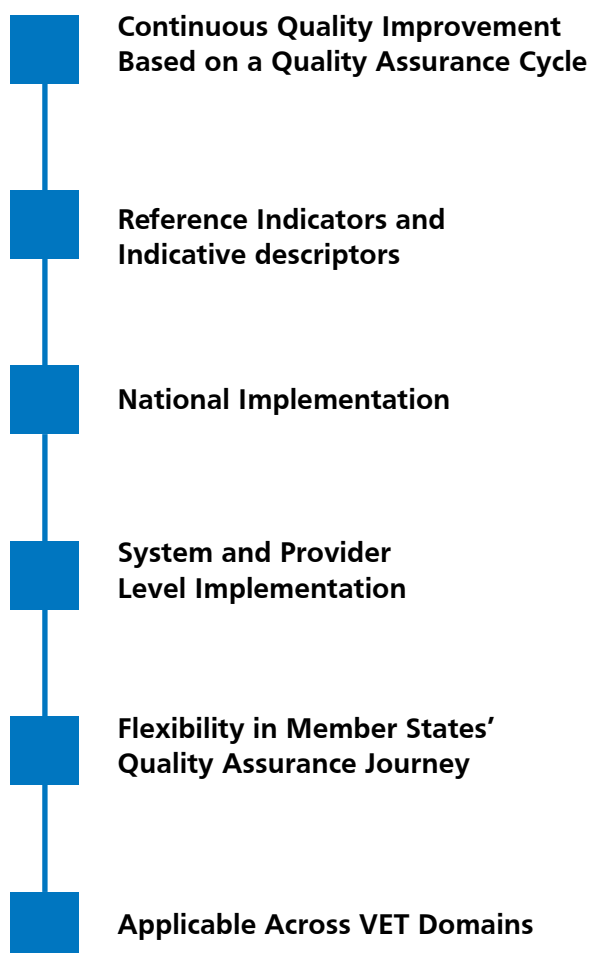 Continuous Quality Improvement
Based on a Quality Assurance Cycle
Reference Indicators and
Indicative descriptors
National Implementation
System and Provider
Level Implementation
Flexibility in Member States’
Quality Assurance Journey
Applicable Across VET Domains